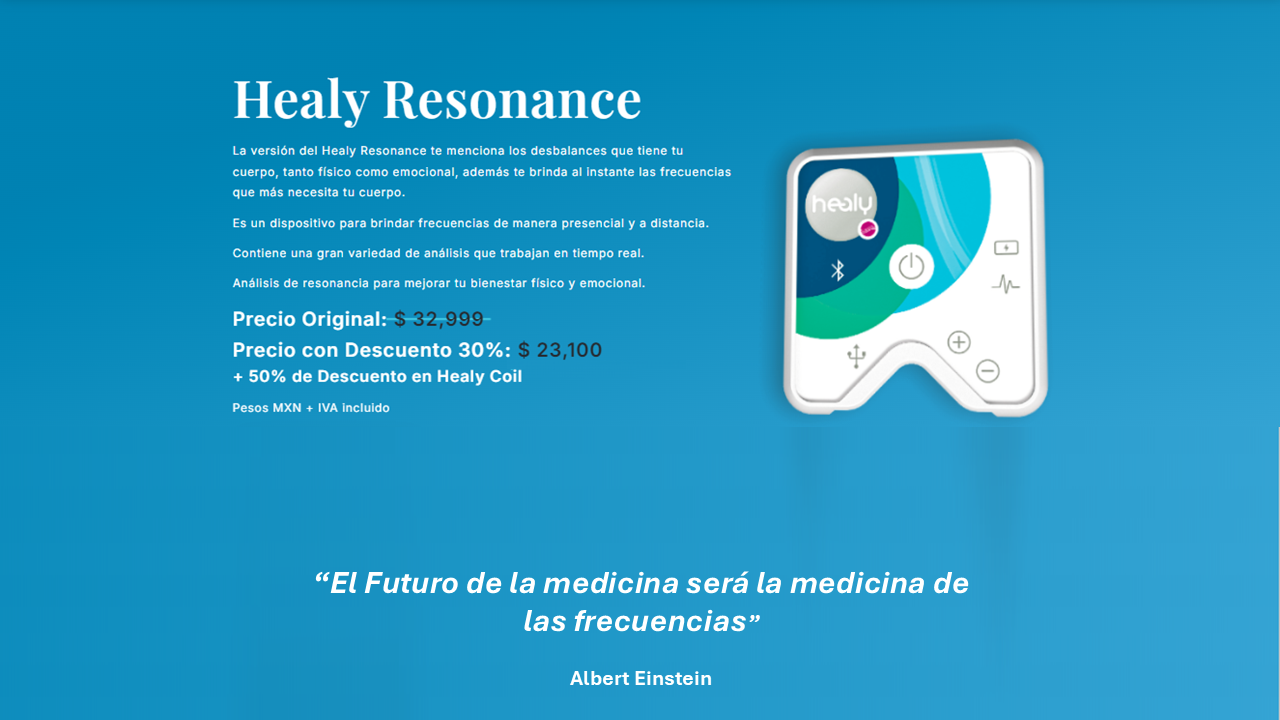 Healy Resonance
La versión del Healy Resonance te menciona los desbalances que tiene tu
cuerpo, tanto físico como emocional, además te brinda al instante las frecuencias
que más necesita tu cuerpo.
Es un dispositivo para brindar frecuencias de manera presencial y a distancia.
Contiene una gran variedad de análisis que trabajan en tiempo real.
Análisis de resonancia para mejorar tu bienestar físico y emocional.
Precio Original: $ 32,999
Precio con Descuento 30%: $ 23,100
+ 50% de Descuento en Healy Coil
Pesos MXN + IVA incluido
healy
“El Futuro de la medicina será la medicina de
las frecuencias”
Albert Einstein